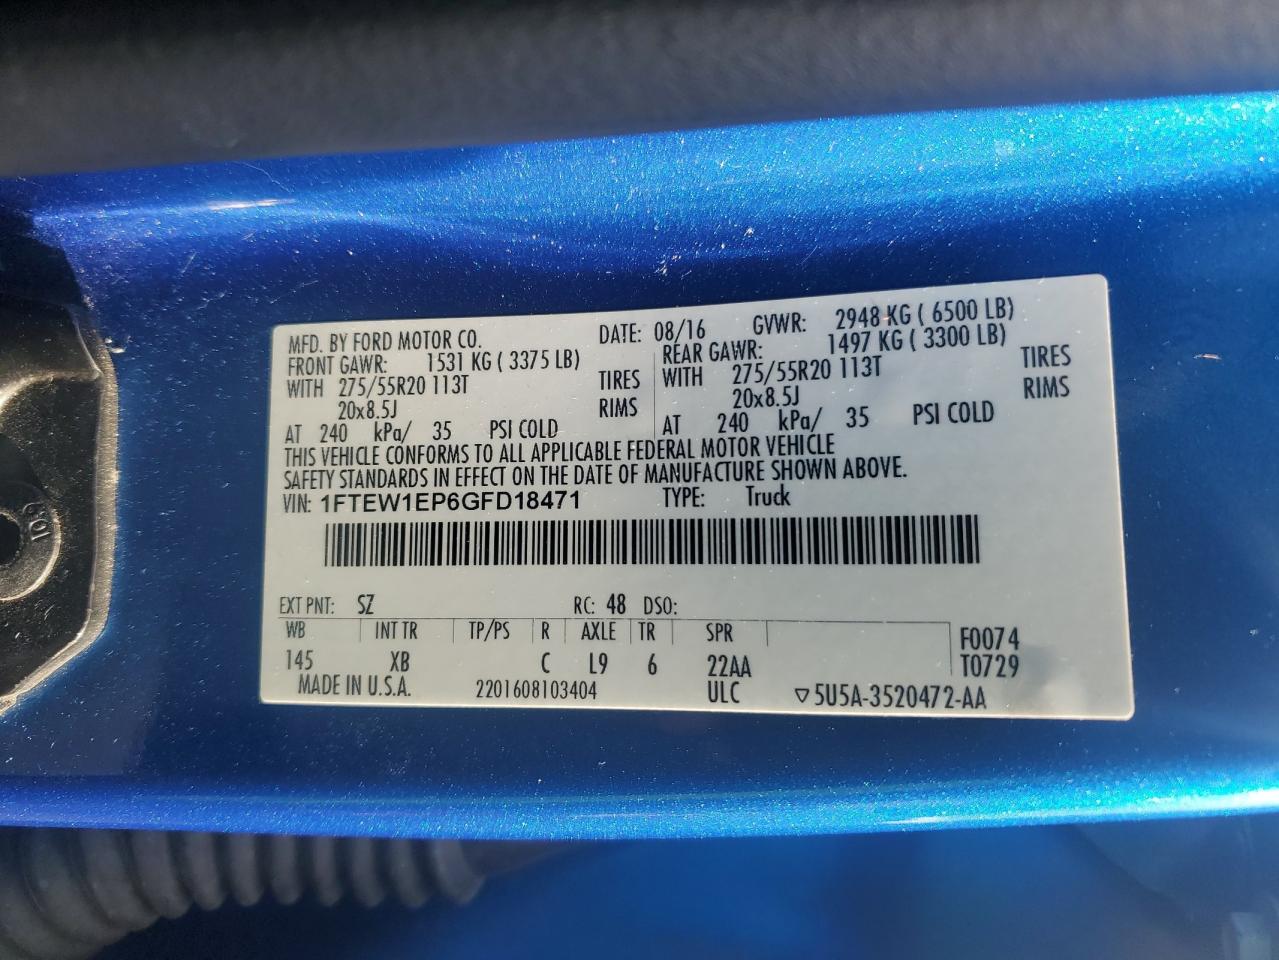 MFD. BY FORD MOTOR CO. DATE: 08/16 GVWR: 2948 KG ( 6500 LB)
FRONT GAWR: 1531 KG ( 3375 LB) REAR GAWR: 1497 KG ( 3300 LB)
WITH 275/55R20 113T TIRES WITH 275/55R20 113T TIRES
20x8.5J RIMS 20x8.5J RIMS
AT 240 kPa/ 35 PSI COLD AT 240 kPa/ 35 PSI COLD
THIS VEHICLE CONFORMS TO ALL APPLICABLE FEDERAL MOTOR VEHICLE
SAFETY STANDARDS IN EFFECT ON THE DATE OF MANUFACTURE SHOWN ABOVE.
VIN: 1FTEW1EP6GFD18471 TYPE: Truck
EXT PNT: SZ RC: 48 DSO:
WB INT TR TP/PS R AXLE TR SPR F0074
145 XB C L9 6 22AA T0729
MADE IN U.S.A. 2201608103404 ULC ▽5U5A-3520472-AA